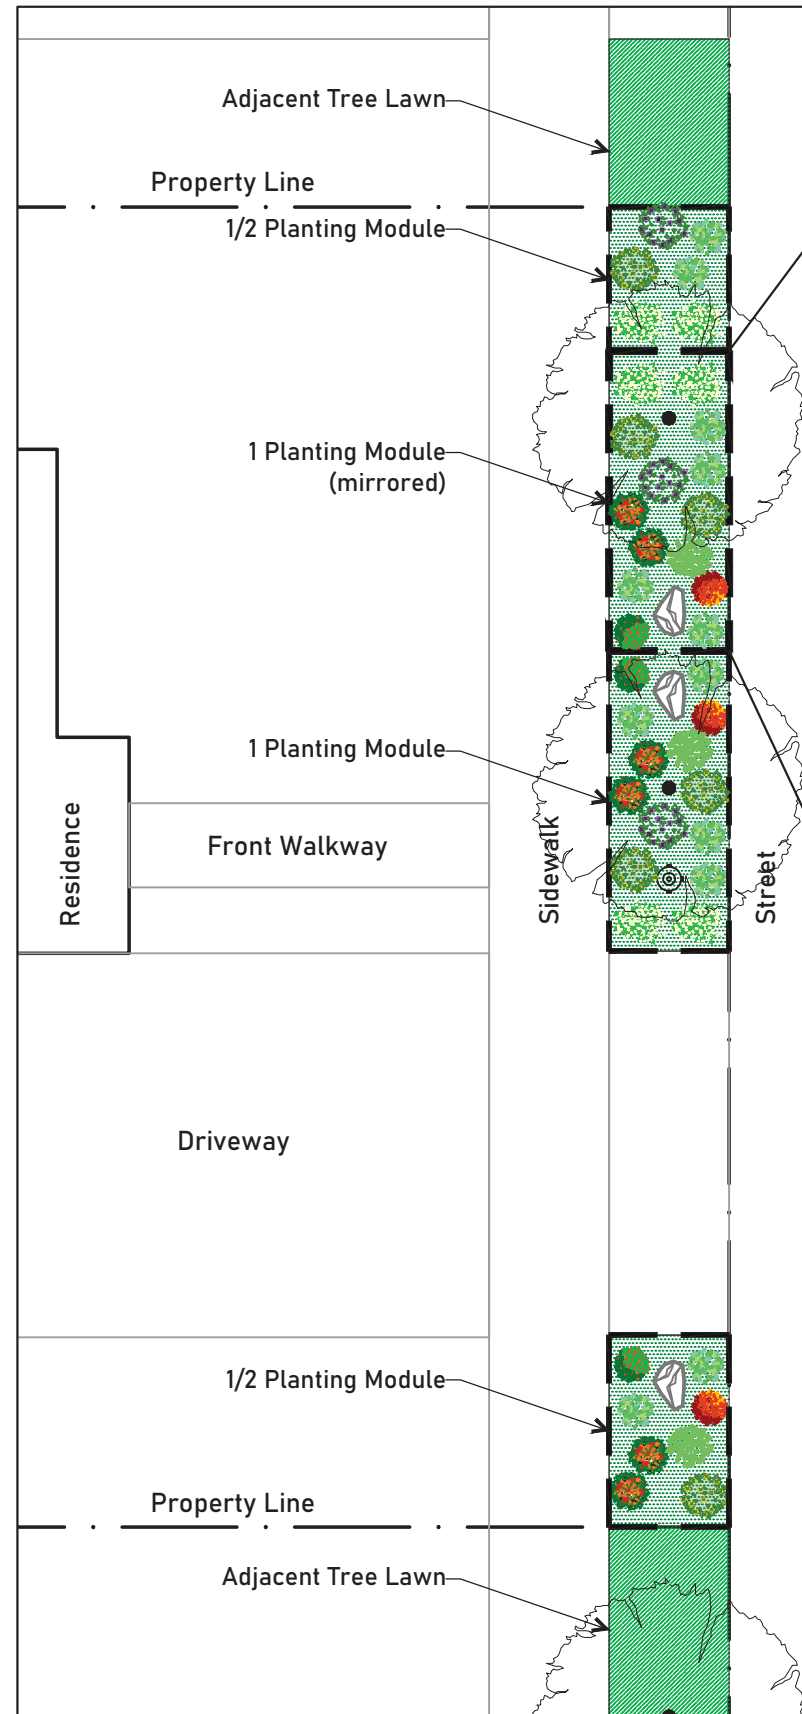 Adjacent Tree Lawn
Property Line
1/2 Planting Module
1 Planting Module
(mirrored)
1 Planting Module
Residence
Front Walkway
Sidewalk
Street
Driveway
1/2 Planting Module
Property Line
Adjacent Tree Lawn